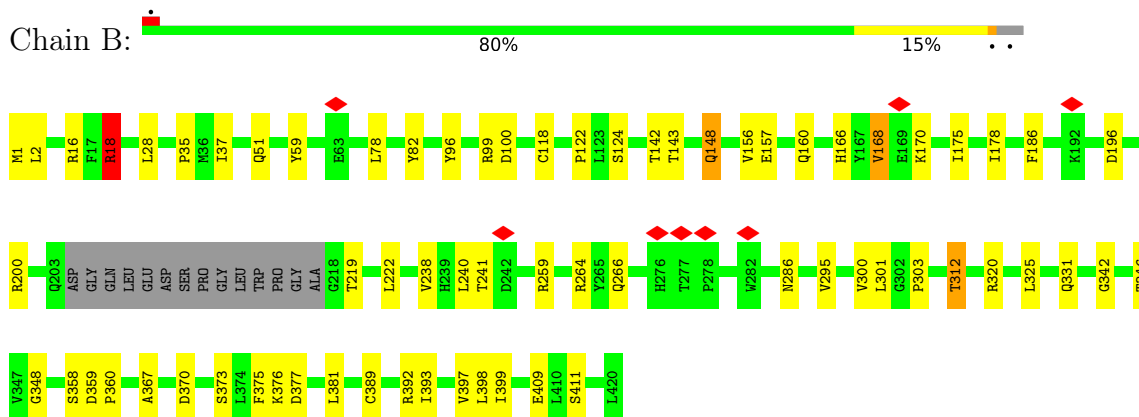 Chain B:
80% 15%
M1 L2 R16 F17 R18 L28 P35 M36 I37 Q51 Y59 E63 L78 Y82 Y96 R99 D100 C118 P122 L123 S124 T142 T143 Q148 V156 E157 Q160 H166 Y167 V168 E169 K170 I175 I178 F186 K192 D196
R200 Q203 ASP GLY GLN LEU GLU ASP SER PRO GLY LEU TRP PRO GLY ALA G218 T219 L222 V238 H239 L240 T241 D242 R259 R264 Y265 Q266 H276 T277 P278 W282 N286 V295 V300 L301 G302 P303 T312 R320 L325 Q331 G342
V347 G348 S358 D359 P360 A367 D370 S373 L374 F375 K376 D377 L381 C389 R392 I393 V397 L398 I399 E409 L410 S411 L420